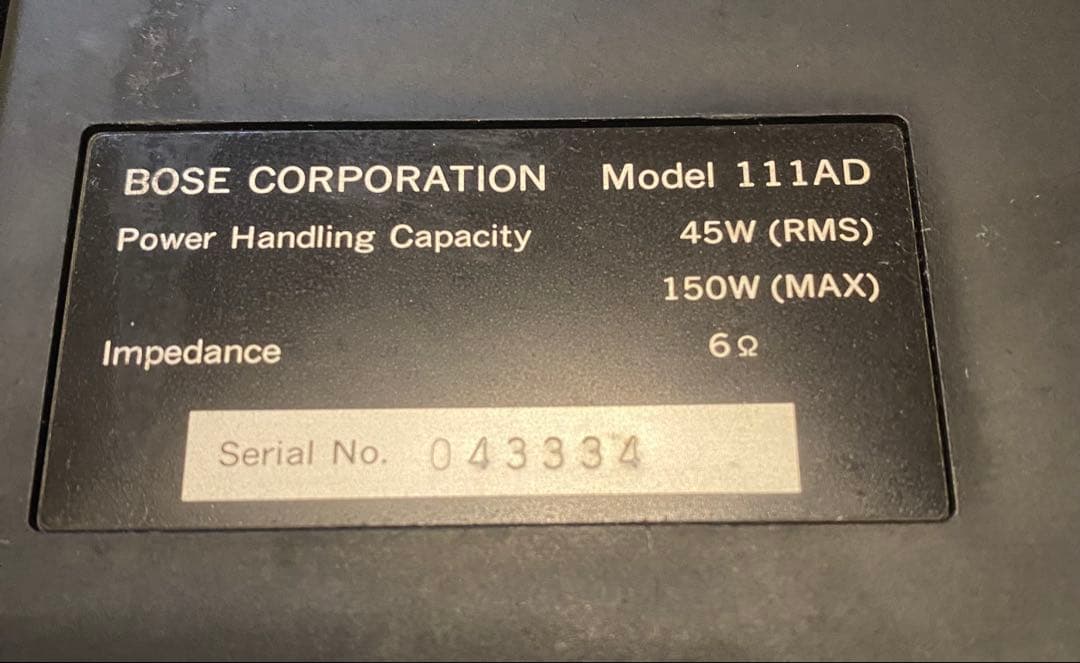 BOSE CORPORATION Model 111AD
Power Handling Capacity 45W (RMS)
150W (MAX)
Impedance 6Ω
Serial No. 043334